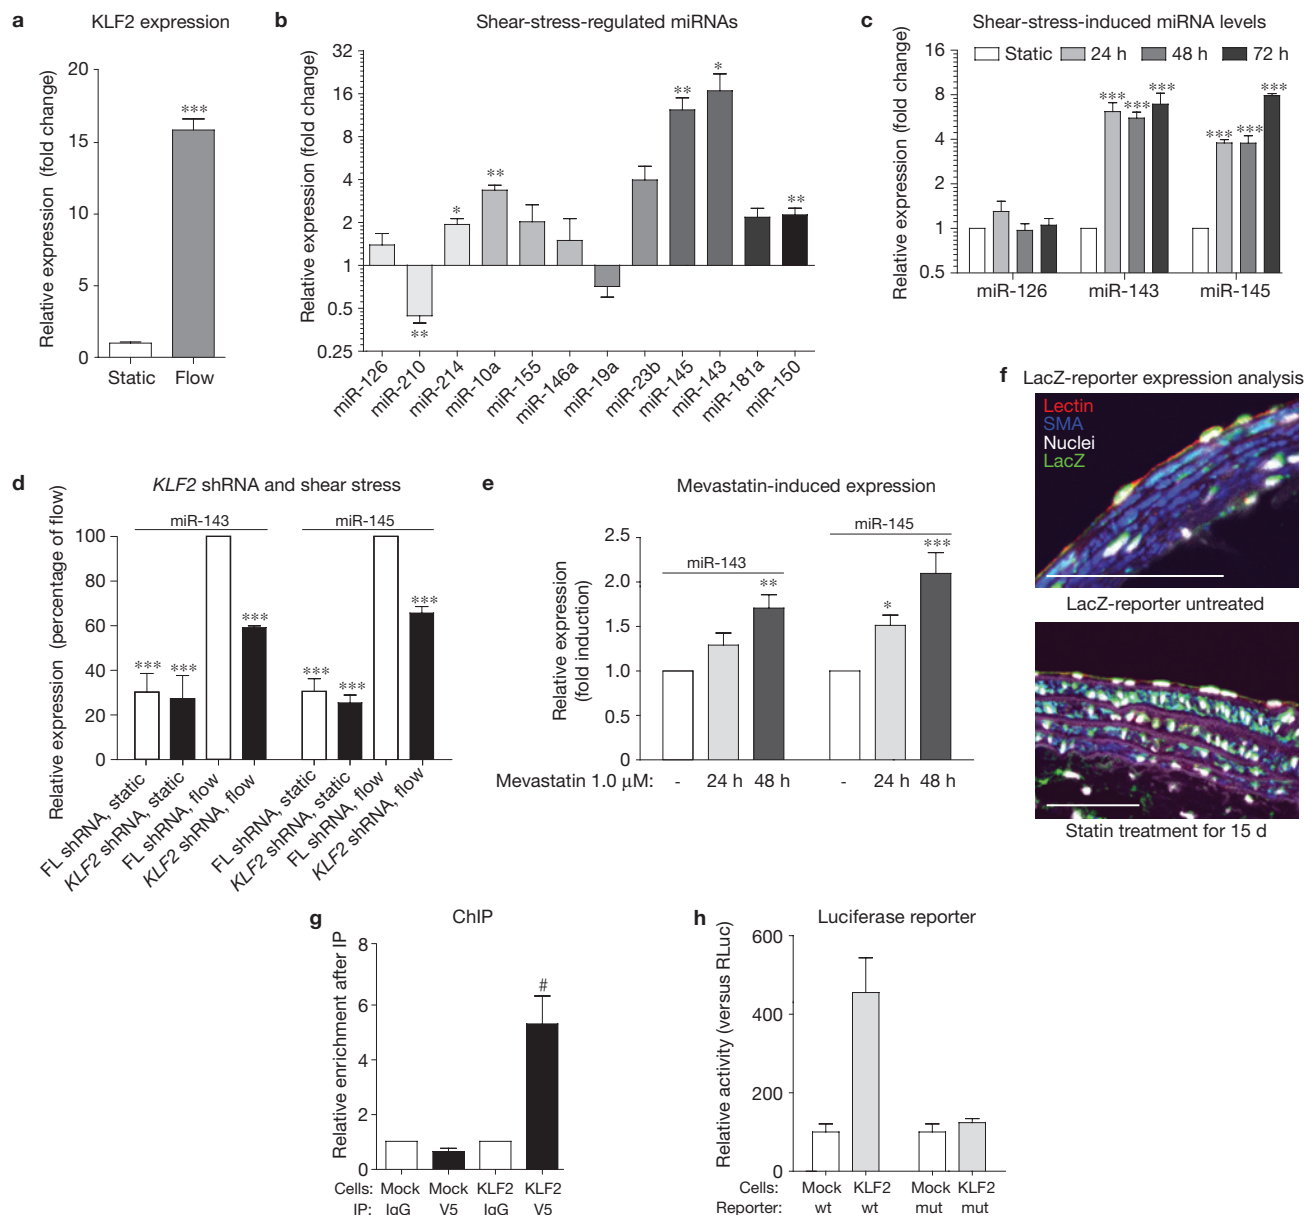 a
KLF2 expression
Relative expression (fold change)
20
15
10
5
0
***
Static
Flow
b
Shear-stress-regulated miRNAs
Relative expression (fold change)
32
16
8
4
2
1
0.5
0.25
**
*
**
**
*
**
miR-126
miR-210
miR-214
miR-10a
miR-155
miR-146a
miR-19a
miR-23b
miR-145
miR-143
miR-181a
miR-150
c
Shear-stress-induced miRNA levels
Static 24 h 48 h 72 h
Relative expression (fold change)
16
8
4
2
1
0.5
*** *** ***
*** *** ***
miR-126
miR-143
miR-145
d
KLF2 shRNA and shear stress
miR-143
miR-145
Relative expression (percentage of flow)
100
80
60
40
20
0
*** *** ***
*** *** ***
FL shRNA, static
KLF2 shRNA, static
FL shRNA, flow
KLF2 shRNA, flow
FL shRNA, static
KLF2 shRNA, static
FL shRNA, flow
KLF2 shRNA, flow
e
Mevastatin-induced expression
miR-143
miR-145
Relative expression
(fold induction)
2.5
2.0
1.5
1.0
0.5
0
**
*
***
Mevastatin 1.0 μM: - 24 h 48 h - 24 h 48 h
f
LacZ-reporter expression analysis
Lectin
SMA
Nuclei
LacZ
LacZ-reporter untreated
Statin treatment for 15 d
g
ChIP
Relative enrichment after IP
8
6
4
2
0
#
Cells: Mock Mock KLF2 KLF2
IP: IgG V5 IgG V5
h
Luciferase reporter
Relative activity (versus RLuc)
600
400
200
100
0
Cells: Mock KLF2 Mock KLF2
Reporter: wt wt mut mut